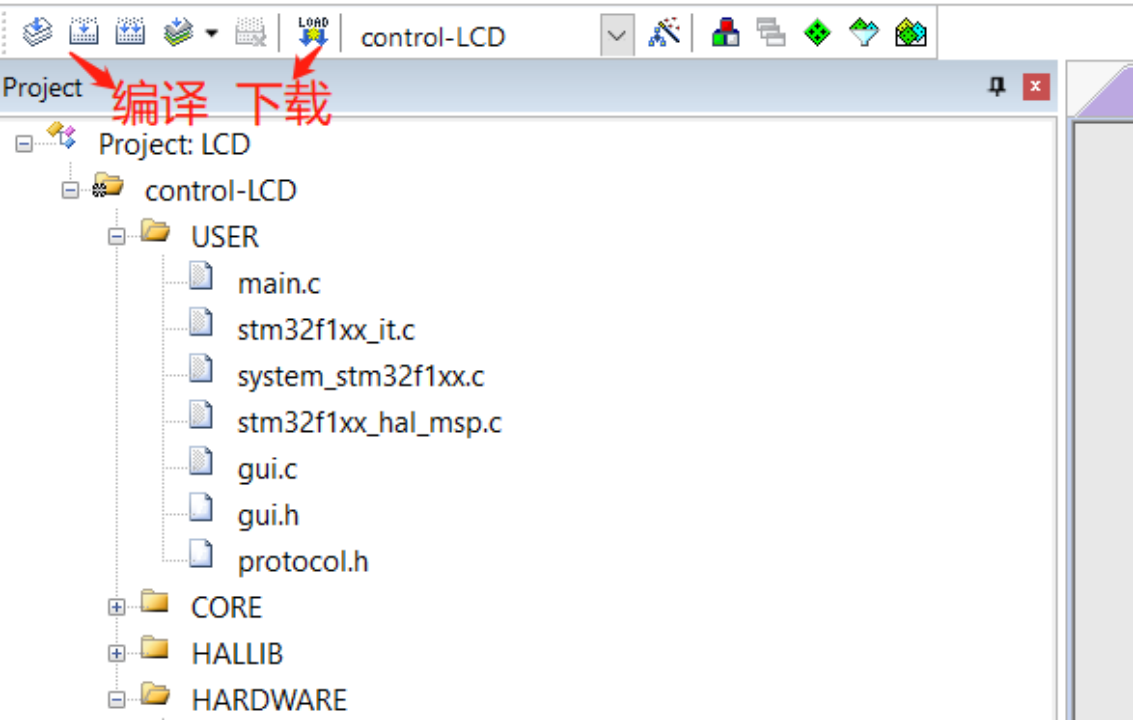 LOAD
control-LCD
Project
编译 下载
Project: LCD
control-LCD
USER
main.c
stm32f1xx_it.c
system_stm32f1xx.c
stm32f1xx_hal_msp.c
gui.c
gui.h
protocol.h
CORE
HALLIB
HARDWARE